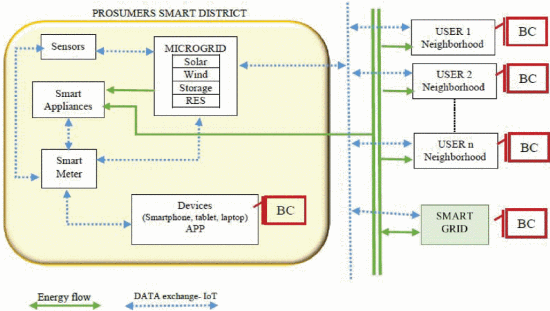 PROSUMERS SMART DISTRICT
Sensors
MICROGRID
Solar
Wind
Storage
RES
Smart
Appliances
Smart
Meter
Devices
(Smartphone, tablet, laptop)
APP
BC
USER 1
Neighborhood
BC
USER 2
Neighborhood
BC
USER n
Neighborhood
BC
SMART
GRID
BC
Energy flow
DATA exchange- IoT